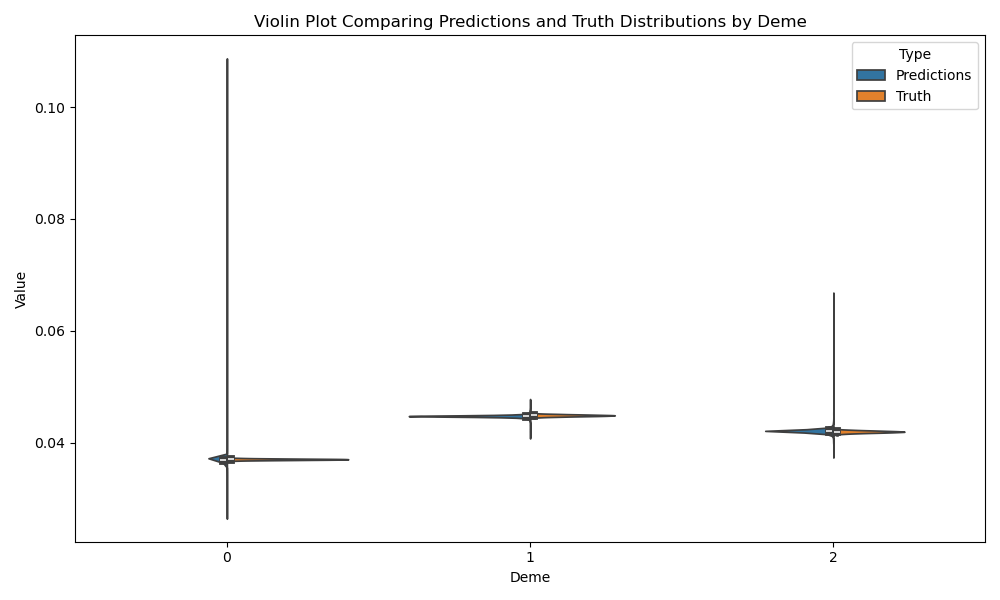 Violin Plot Comparing Predictions and Truth Distributions by Deme
Type
Predictions
Truth
0.10
0.08
0.06
0.04
Value
0
1
2
Deme